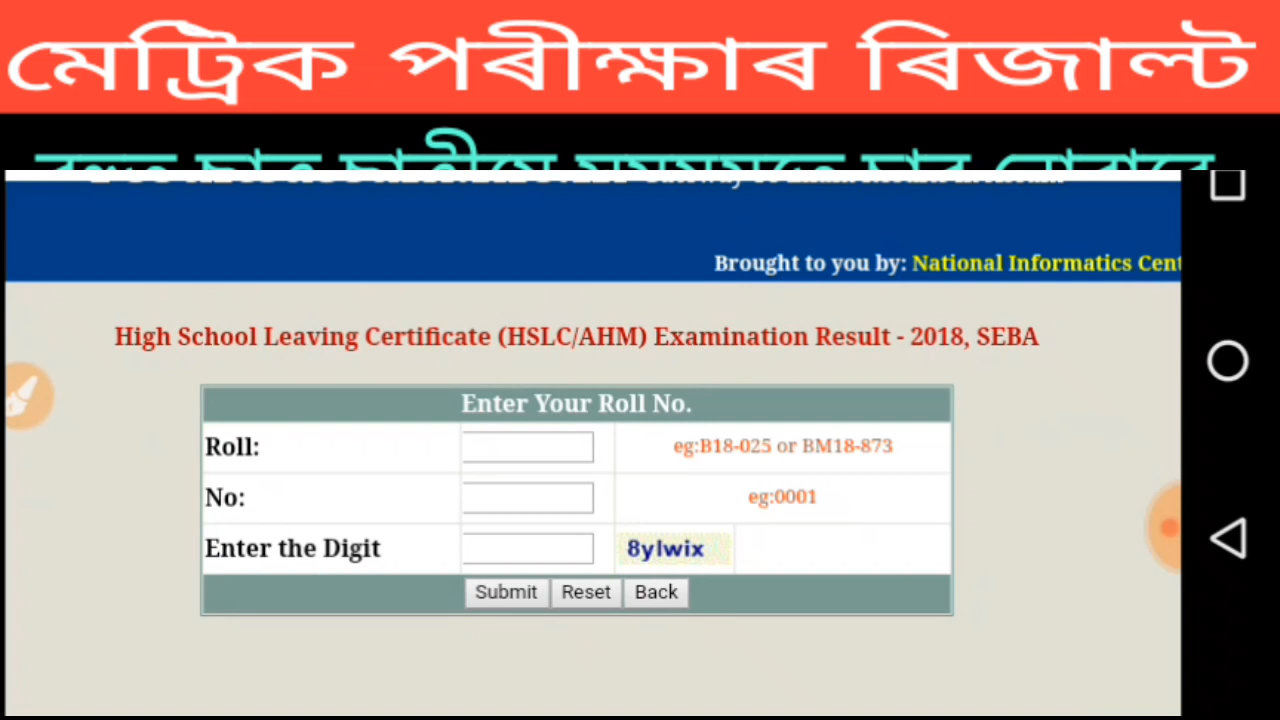 মেট্ৰিক পৰীক্ষাৰ ৰিজাল্ট
Brought to you by: National Informatics Cent
High School Leaving Certificate (HSLC/AHM) Examination Result - 2018, SEBA
Enter Your Roll No.
Roll: eg:B18-025 or BM18-873
No: eg:0001
Enter the Digit 8ylwix
Submit Reset Back